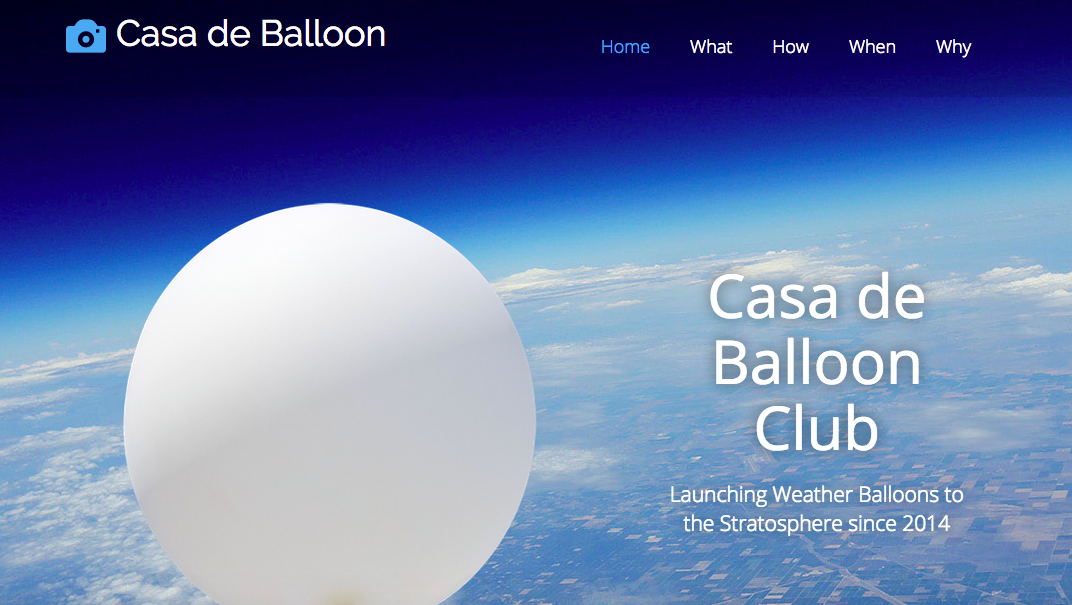 Casa de Balloon
Home What How When Why
Casa de
Balloon
Club
Launching Weather Balloons to
the Stratosphere since 2014